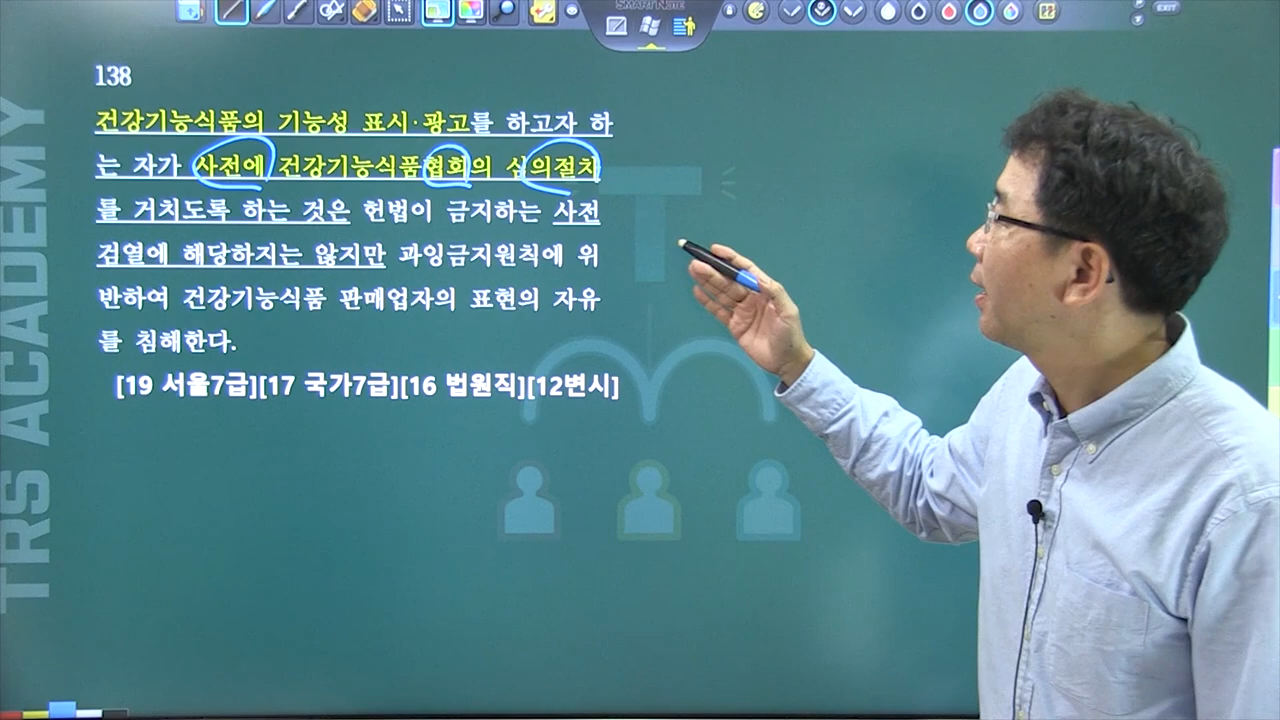 SMART NOTE
EXIT
138
건강기능식품의 기능성 표시·광고를 하고자 하
는 자가 사전에 건강기능식품협회의 심의절차
를 거치도록 하는 것은 헌법이 금지하는 사전
검열에 해당하지는 않지만 과잉금지원칙에 위
반하여 건강기능식품 판매업자의 표현의 자유
를 침해한다.
[19 서울7급][17 국가7급][16 법원직][12변시]
TRS ACADEMY